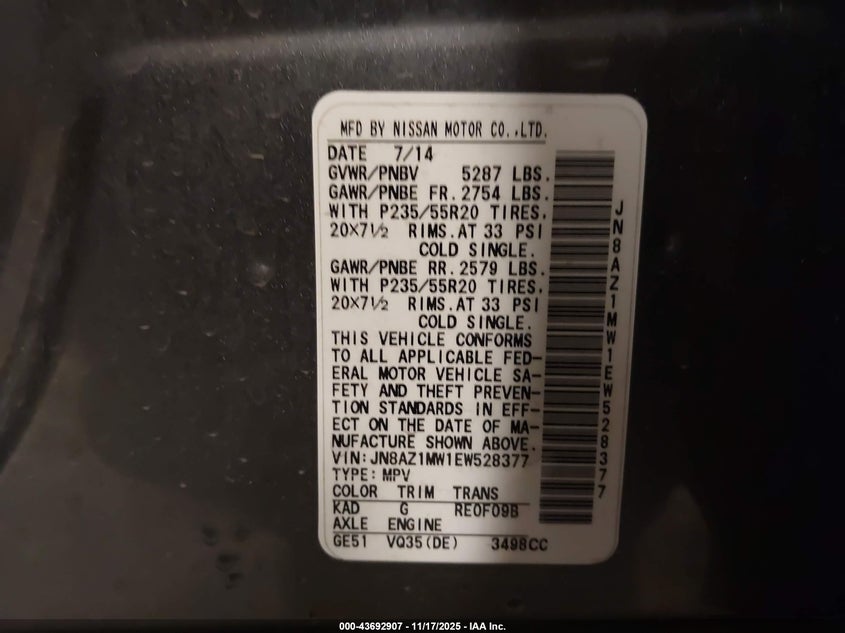 MFD BY NISSAN MOTOR CO.,LTD.
DATE 7/14
GVWR/PNBV 5287 LBS.
GAWR/PNBE FR. 2754 LBS.
WITH P235/55R20 TIRES.
20X7½ RIMS. AT 33 PSI
COLD SINGLE.
GAWR/PNBE RR. 2579 LBS.
WITH P235/55R20 TIRES.
20X7½ RIMS. AT 33 PSI
COLD SINGLE.
THIS VEHICLE CONFORMS
TO ALL APPLICABLE FED-
ERAL MOTOR VEHICLE SA-
FETY AND THEFT PREVEN-
TION STANDARDS IN EFF-
ECT ON THE DATE OF MA-
NUFACTURE SHOWN ABOVE.
VIN: JN8AZ1MW1EW528377
TYPE: MPV
COLOR TRIM TRANS
KAD G RE0F09B
AXLE ENGINE
GE51 VQ35(DE) 3498CC
JN8AZ1MW1EW528377
000-43692907 - 11/17/2025 - IAA Inc.